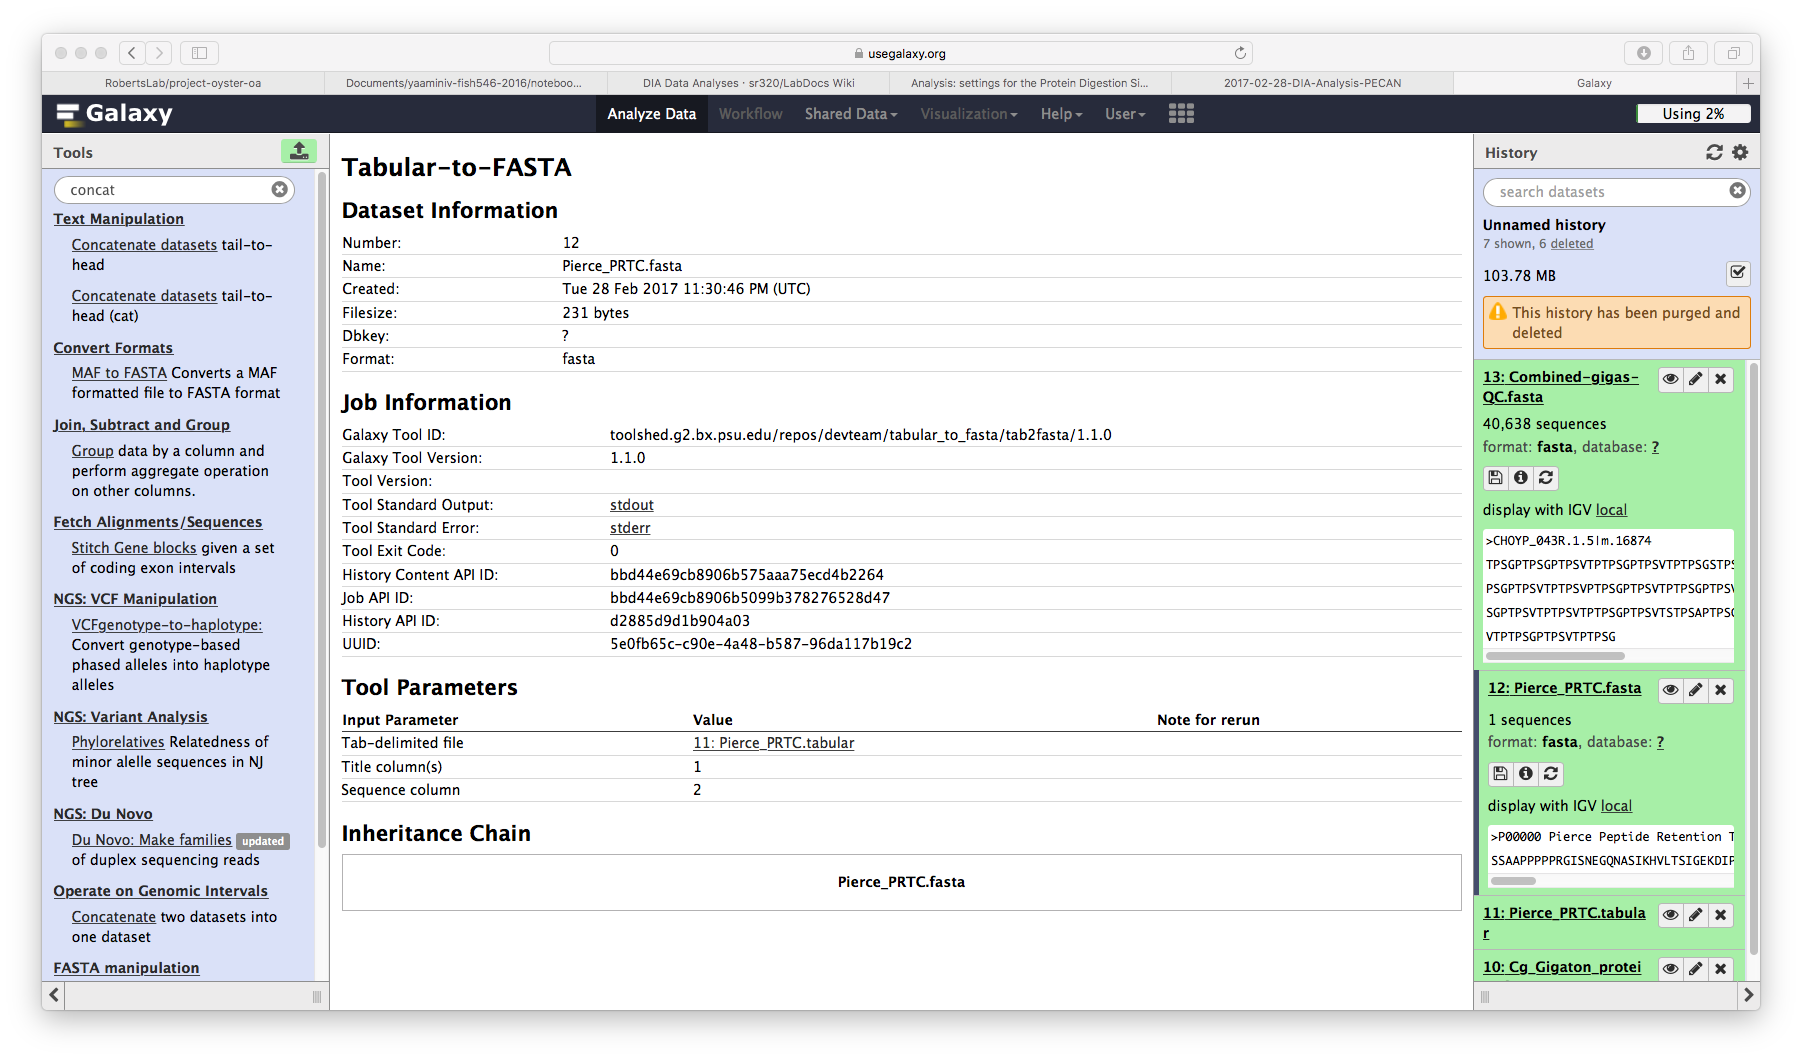 usegalaxy.org
RobertsLab/project-oyster-oa
Documents/yaaminiv-fish546-2016/noteboo...
DIA Data Analyses · sr320/LabDocs Wiki
Analysis: settings for the Protein Digestion Si...
2017-02-28-DIA-Analysis-PECAN
Galaxy
Galaxy
Analyze Data
Workflow
Shared Data
Visualization
Help
User
Using 2%
Tools
concat
Text Manipulation
Concatenate datasets tail-to-
head
Concatenate datasets tail-to-
head (cat)
Convert Formats
MAF to FASTA Converts a MAF
formatted file to FASTA format
Join, Subtract and Group
Group data by a column and
perform aggregate operation
on other columns.
Fetch Alignments/Sequences
Stitch Gene blocks given a set
of coding exon intervals
NGS: VCF Manipulation
VCFgenotype-to-haplotype:
Convert genotype-based
phased alleles into haplotype
alleles
NGS: Variant Analysis
Phylorelatives Relatedness of
minor alelle sequences in NJ
tree
NGS: Du Novo
Du Novo: Make families updated
of duplex sequencing reads
Operate on Genomic Intervals
Concatenate two datasets into
one dataset
FASTA manipulation
Tabular-to-FASTA
Dataset Information
Number: 12
Name: Pierce_PRTC.fasta
Created: Tue 28 Feb 2017 11:30:46 PM (UTC)
Filesize: 231 bytes
Dbkey: ?
Format: fasta
Job Information
Galaxy Tool ID: toolshed.g2.bx.psu.edu/repos/devteam/tabular_to_fasta/tab2fasta/1.1.0
Galaxy Tool Version: 1.1.0
Tool Version:
Tool Standard Output: stdout
Tool Standard Error: stderr
Tool Exit Code: 0
History Content API ID: bbd44e69cb8906b575aaa75ecd4b2264
Job API ID: bbd44e69cb8906b5099b378276528d47
History API ID: d2885d9d1b904a03
UUID: 5e0fb65c-c90e-4a48-b587-96da117b19c2
Tool Parameters
Input Parameter Value Note for rerun
Tab-delimited file 11: Pierce_PRTC.tabular
Title column(s) 1
Sequence column 2
Inheritance Chain
Pierce_PRTC.fasta
History
search datasets
Unnamed history
7 shown, 6 deleted
103.78 MB
This history has been purged and
deleted
13: Combined-gigas-
QC.fasta
40,638 sequences
format: fasta, database: ?
display with IGV local
>CHOYP_043R.1.5|m.16874
TPSGPTPSGPTPSVTPTPSGPTPSVTPTPSGSTPS
PSGPTPSVTPTPSVPTPSGPTPSVTPTPSGPTPSV
SGPTPSVTPTPSVTPTPSGPTPSVTSTPSAPTPSG
VTPTPSGPTPSVTPTPSG
12: Pierce_PRTC.fasta
1 sequences
format: fasta, database: ?
display with IGV local
>P00000 Pierce Peptide Retention T
SSAAPPPPPRGISNEGQNASIKHVLTSIGEKDIP
11: Pierce_PRTC.tabula
r
10: Cg_Gigaton_protei